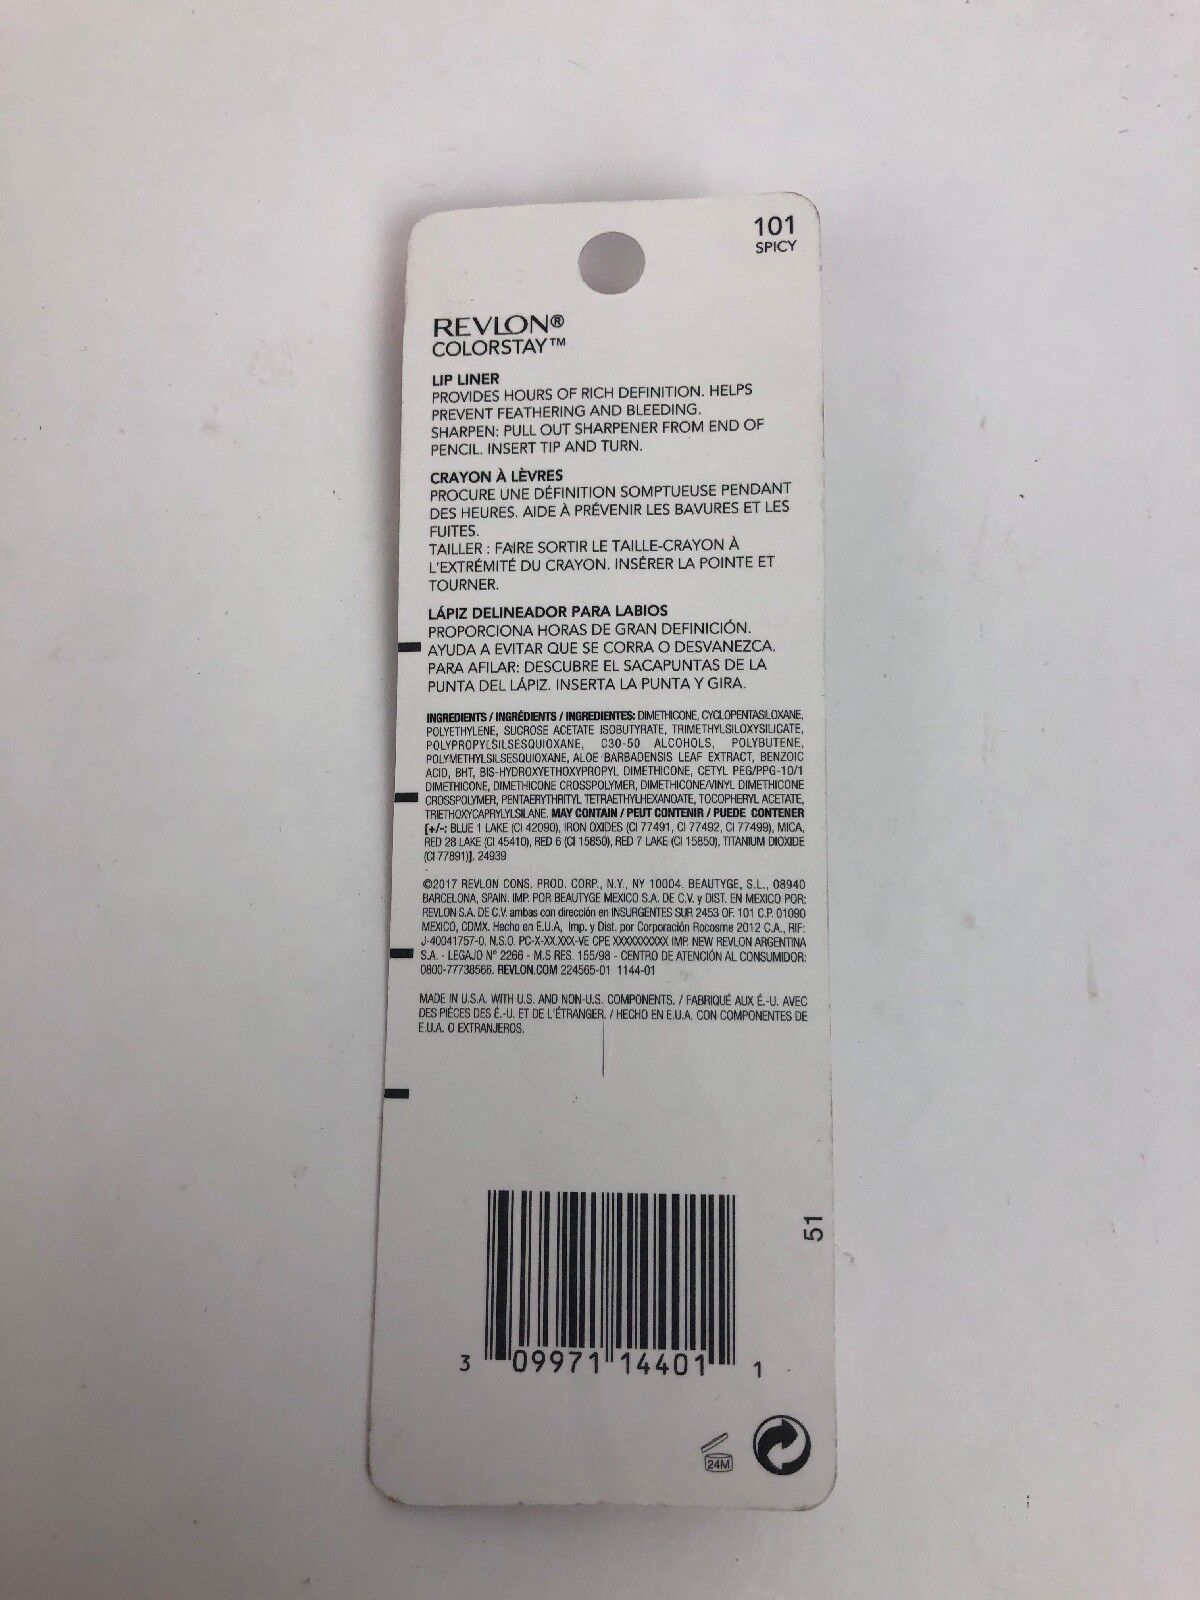 101
SPICY
REVLON®
COLORSTAY™
LIP LINER
PROVIDES HOURS OF RICH DEFINITION. HELPS
PREVENT FEATHERING AND BLEEDING.
SHARPEN: PULL OUT SHARPENER FROM END OF
PENCIL. INSERT TIP AND TURN.
CRAYON À LÈVRES
PROCURE UNE DÉFINITION SOMPTUEUSE PENDANT
DES HEURES. AIDE À PRÉVENIR LES BAVURES ET LES
FUITES.
TAILLER : FAIRE SORTIR LE TAILLE-CRAYON À
L'EXTRÉMITÉ DU CRAYON. INSÉRER LA POINTE ET
TOURNER.
LÁPIZ DELINEADOR PARA LABIOS
PROPORCIONA HORAS DE GRAN DEFINICIÓN.
AYUDA A EVITAR QUE SE CORRA O DESVANEZCA.
PARA AFILAR: DESCUBRE EL SACAPUNTAS DE LA
PUNTA DEL LÁPIZ. INSERTA LA PUNTA Y GIRA.
INGREDIENTS / INGRÉDIENTS / INGREDIENTES: DIMETHICONE, CYCLOPENTASILOXANE,
POLYETHYLENE, SUCROSE ACETATE ISOBUTYRATE, TRIMETHYLSILOXYSILICATE,
POLYPROPYLSILSESQUIOXANE, C30-50 ALCOHOLS, POLYBUTENE,
POLYMETHYLSILSESQUIOXANE, ALOE BARBADENSIS LEAF EXTRACT, BENZOIC
ACID, BHT, BIS-HYDROXYETHOXYPROPYL DIMETHICONE, CETYL PEG/PPG-10/1
DIMETHICONE, DIMETHICONE CROSSPOLYMER, DIMETHICONE/VINYL DIMETHICONE
CROSSPOLYMER, PENTAERYTHRITYL TETRAETHYLHEXANOATE, TOCOPHERYL ACETATE,
TRIETHOXYCAPRYLYLSILANE. MAY CONTAIN / PEUT CONTENIR / PUEDE CONTENER
[+/-: BLUE 1 LAKE (CI 42090), IRON OXIDES (CI 77491, CI 77492, CI 77499), MICA,
RED 28 LAKE (CI 45410), RED 6 (CI 15850), RED 7 LAKE (CI 15850), TITANIUM DIOXIDE
(CI 77891)]. 24939
©2017 REVLON CONS. PROD. CORP., N.Y., NY 10004. BEAUTYGE, S.L., 08940
BARCELONA, SPAIN. IMP. POR BEAUTYGE MEXICO S.A. DE C.V. y DIST. EN MEXICO POR:
REVLON S.A. DE C.V. ambas con dirección en INSURGENTES SUR 2453 OF. 101 C.P. 01090
MEXICO, CDMX. Hecho en E.U.A, Imp. y Dist. por Corporación Rocosme 2012 C.A., RIF:
J-40041757-0. N.S.O. PC-X-XX.XXX-VE CPE XXXXXXXXXX IMP. NEW REVLON ARGENTINA
S.A. - LEGAJO N° 2266 - M.S RES. 155/98 - CENTRO DE ATENCIÓN AL CONSUMIDOR:
0800-77738566. REVLON.COM 224565-01 1144-01
MADE IN U.S.A. WITH U.S. AND NON-U.S. COMPONENTS. / FABRIQUÉ AUX É.-U. AVEC
DES PIÈCES DES É.-U. ET DE L'ÉTRANGER. / HECHO EN E.U.A. CON COMPONENTES DE
E.U.A. O EXTRANJEROS.
51
3 09971 14401 1
24M